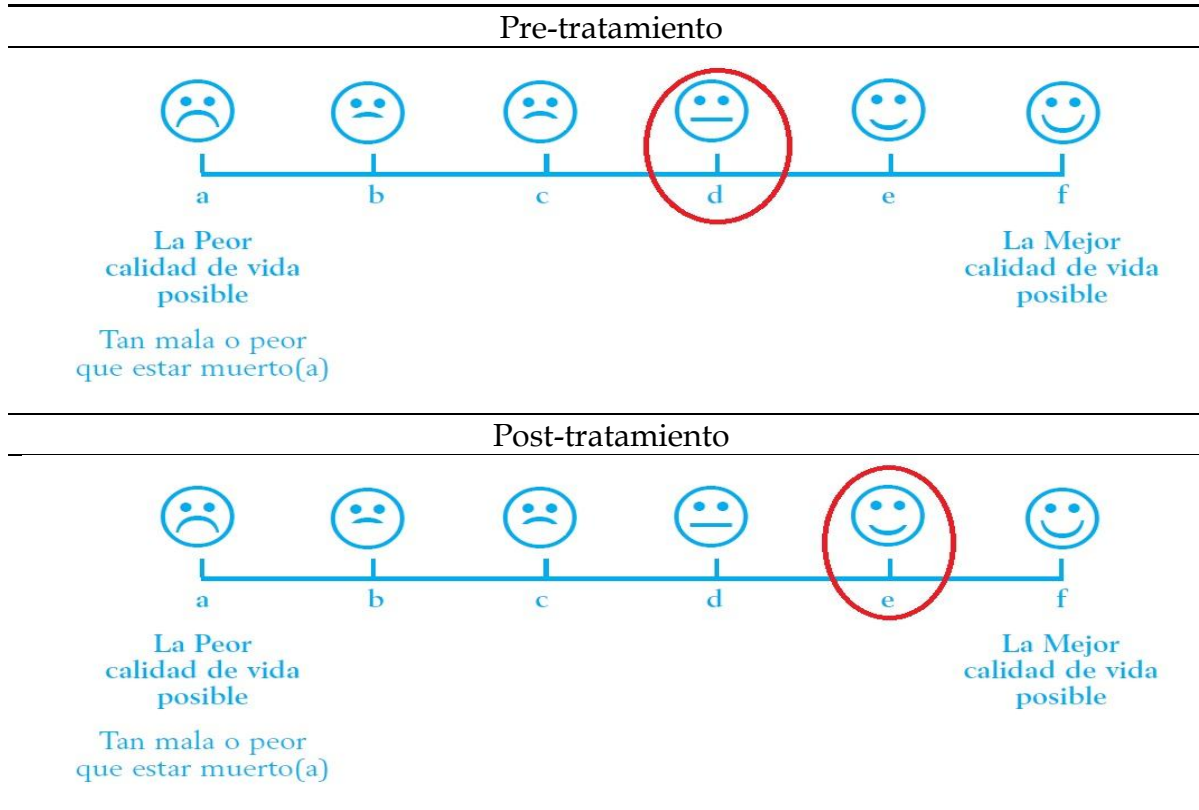 Pre-tratamiento
a b c d e f
La Peor
calidad de vida
posible
Tan mala o peor
que estar muerto(a)
La Mejor
calidad de vida
posible
Post-tratamiento
a b c d e f
La Peor
calidad de vida
posible
Tan mala o peor
que estar muerto(a)
La Mejor
calidad de vida
posible